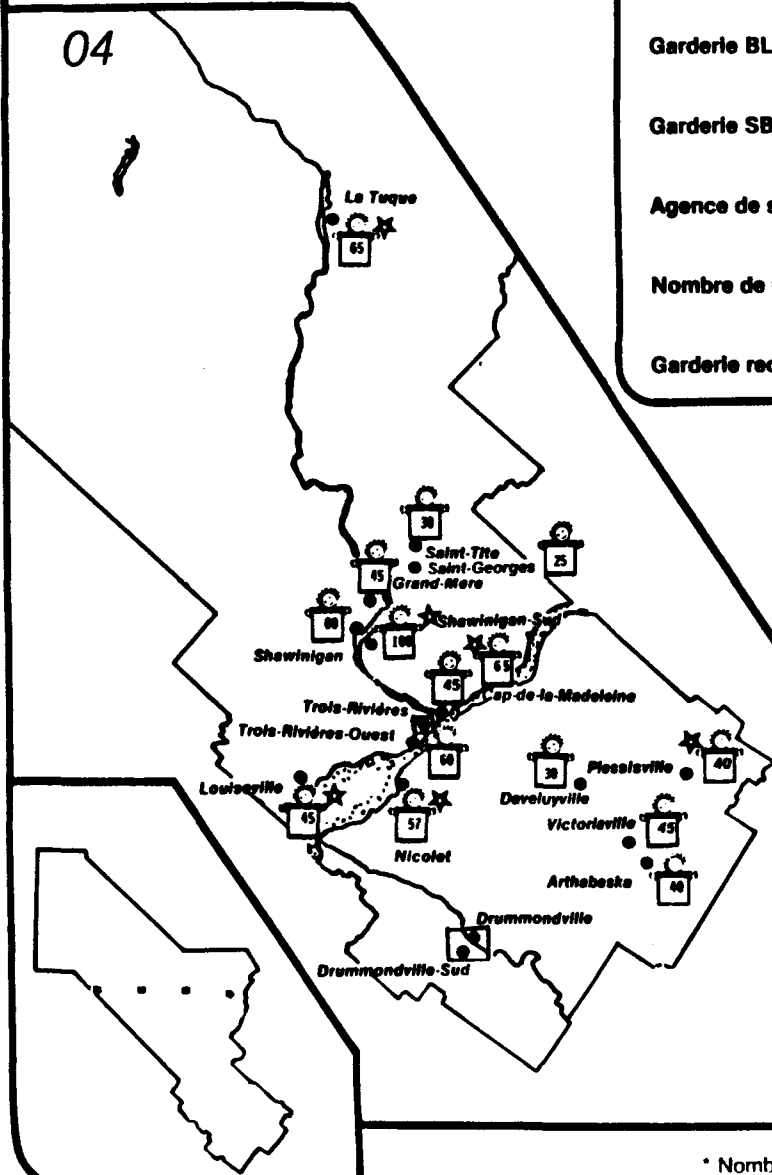 04
Garderie BL
Garderie SB
Agence de s
Nombre de
Garderie rec
La Tuque
65
30
Saint-Tite
Saint-Georges
25
45
Grand-Mere
100
Shawinigan-Sud
Shawinigan
65
45
Cap-de-la-Madeleine
Trois-Rivières
Trois-Rivières-Ouest
60
30
Plessisville
40
Louiseville
45
57
Daveluyville
Victoriaville
45
Nicolet
Arthabaska
40
Drummondville
Drummondville-Sud
* Nomb